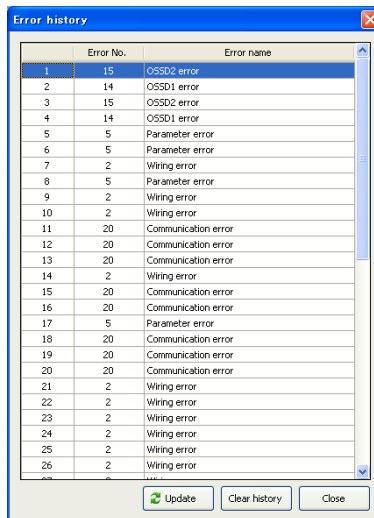 Error history
Error No. Error name
1 15 OSSD2 error
2 14 OSSD1 error
3 15 OSSD2 error
4 14 OSSD1 error
5 5 Parameter error
6 5 Parameter error
7 2 Wiring error
8 5 Parameter error
9 2 Wiring error
10 2 Wiring error
11 20 Communication error
12 20 Communication error
13 20 Communication error
14 2 Wiring error
15 20 Communication error
16 20 Communication error
17 5 Parameter error
18 20 Communication error
19 20 Communication error
20 20 Communication error
21 2 Wiring error
22 2 Wiring error
23 2 Wiring error
24 2 Wiring error
25 2 Wiring error
26 2 Wiring error
Update Clear history Close